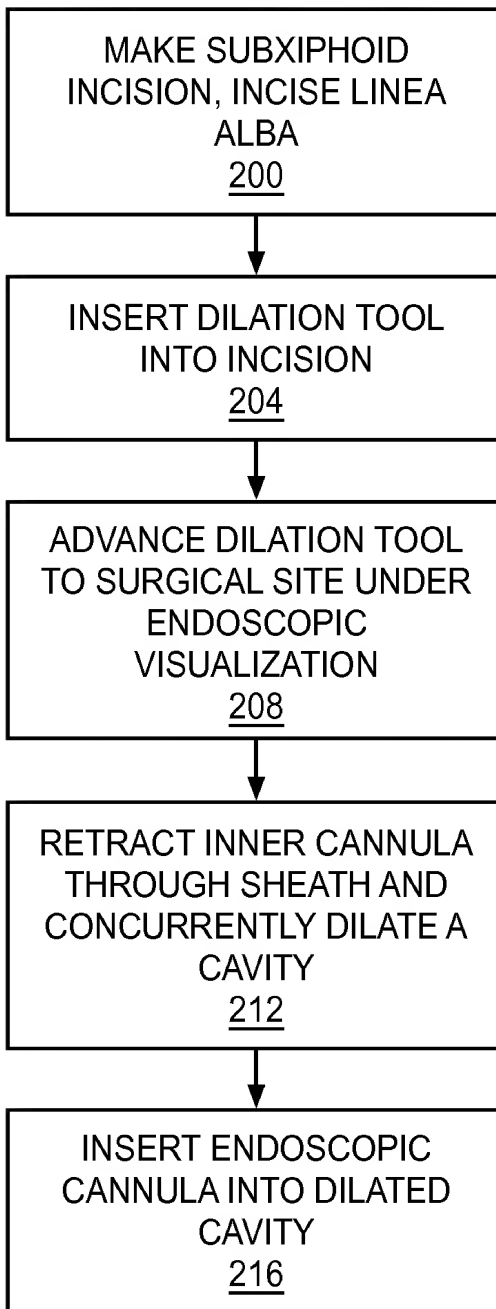 MAKE SUBXIPHOID
INCISION, INCISE LINEA
ALBA
200
INSERT DILATION TOOL
INTO INCISION
204
ADVANCE DILATION TOOL
TO SURGICAL SITE UNDER
ENDOSCOPIC
VISUALIZATION
208
RETRACT INNER CANNULA
THROUGH SHEATH AND
CONCURRENTLY DILATE A
CAVITY
212
INSERT ENDOSCOPIC
CANNULA INTO DILATED
CAVITY
216